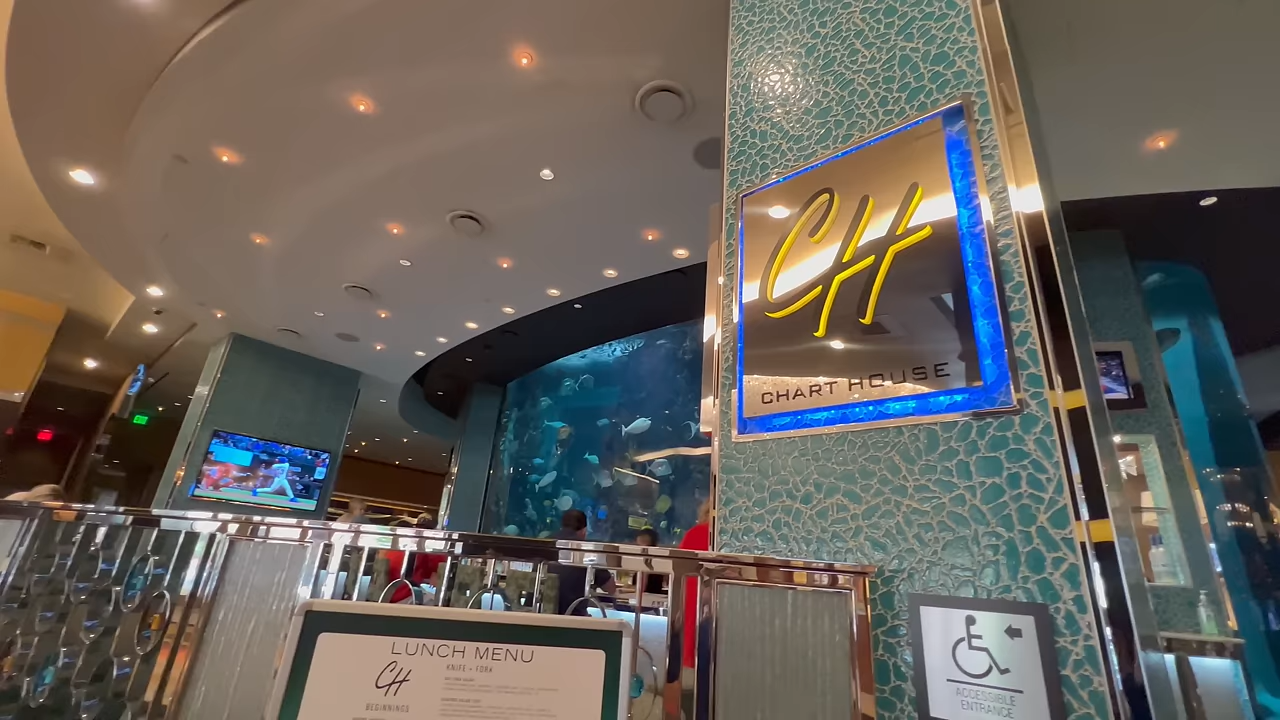 CH
CHART HOUSE
LUNCH MENU
CH
KNIFE + FORK
BEGINNINGS
ACCESSIBLE
ENTRANCE